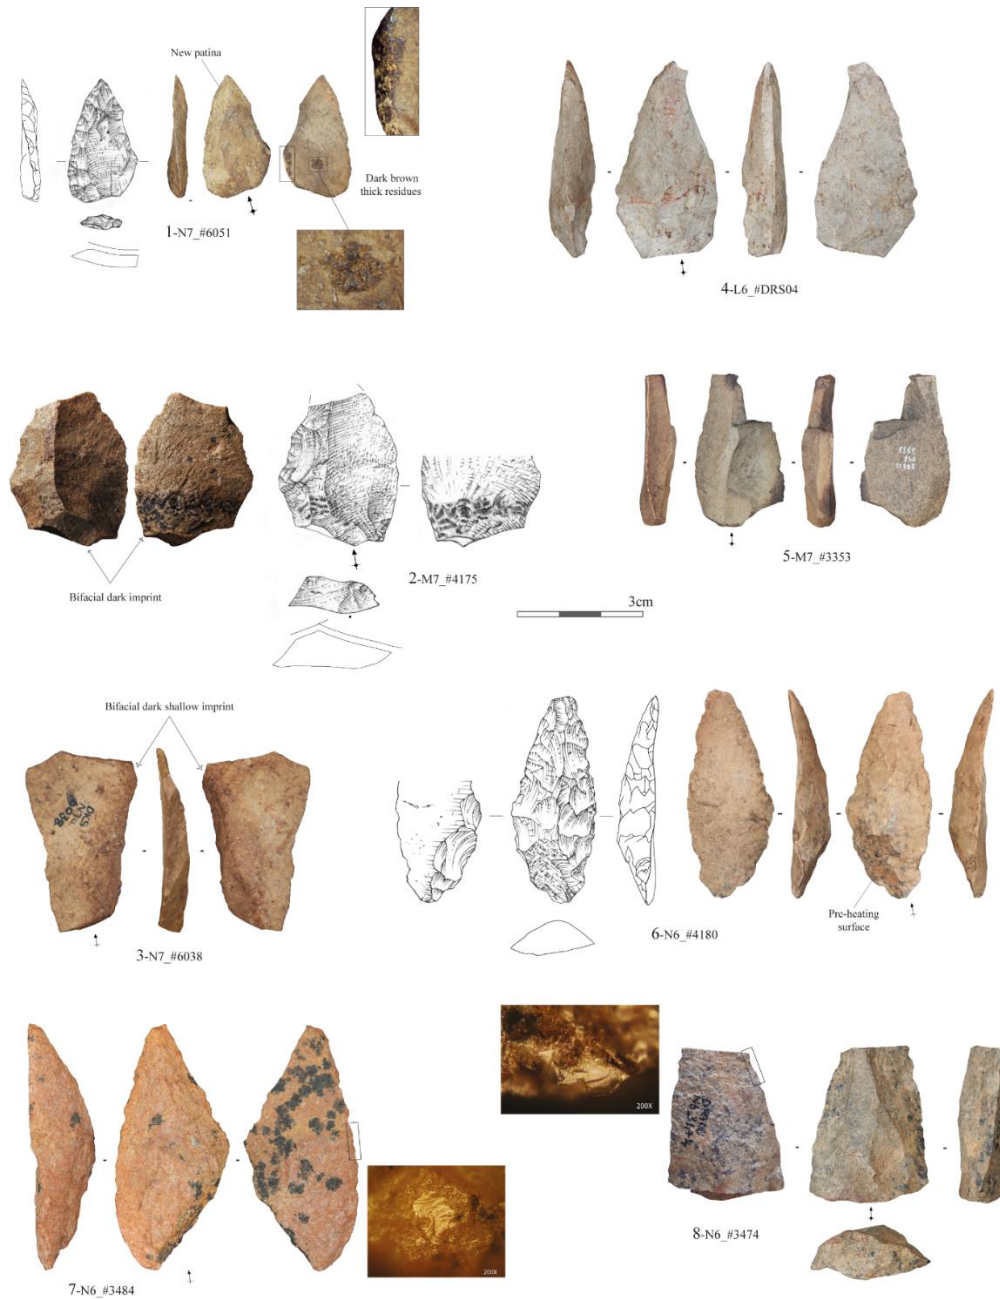 New patina
Dark brown
thick residues
1-N7_#6051
4-L6_#DRS04
Bifacial dark imprint
2-M7_#4175
5-M7_#3353
3cm
Bifacial dark shallow imprint
3-N7_#6038
6-N6_#4180
Pre-heating
surface
200X
7-N6_#3484
200X
8-N6_#3474